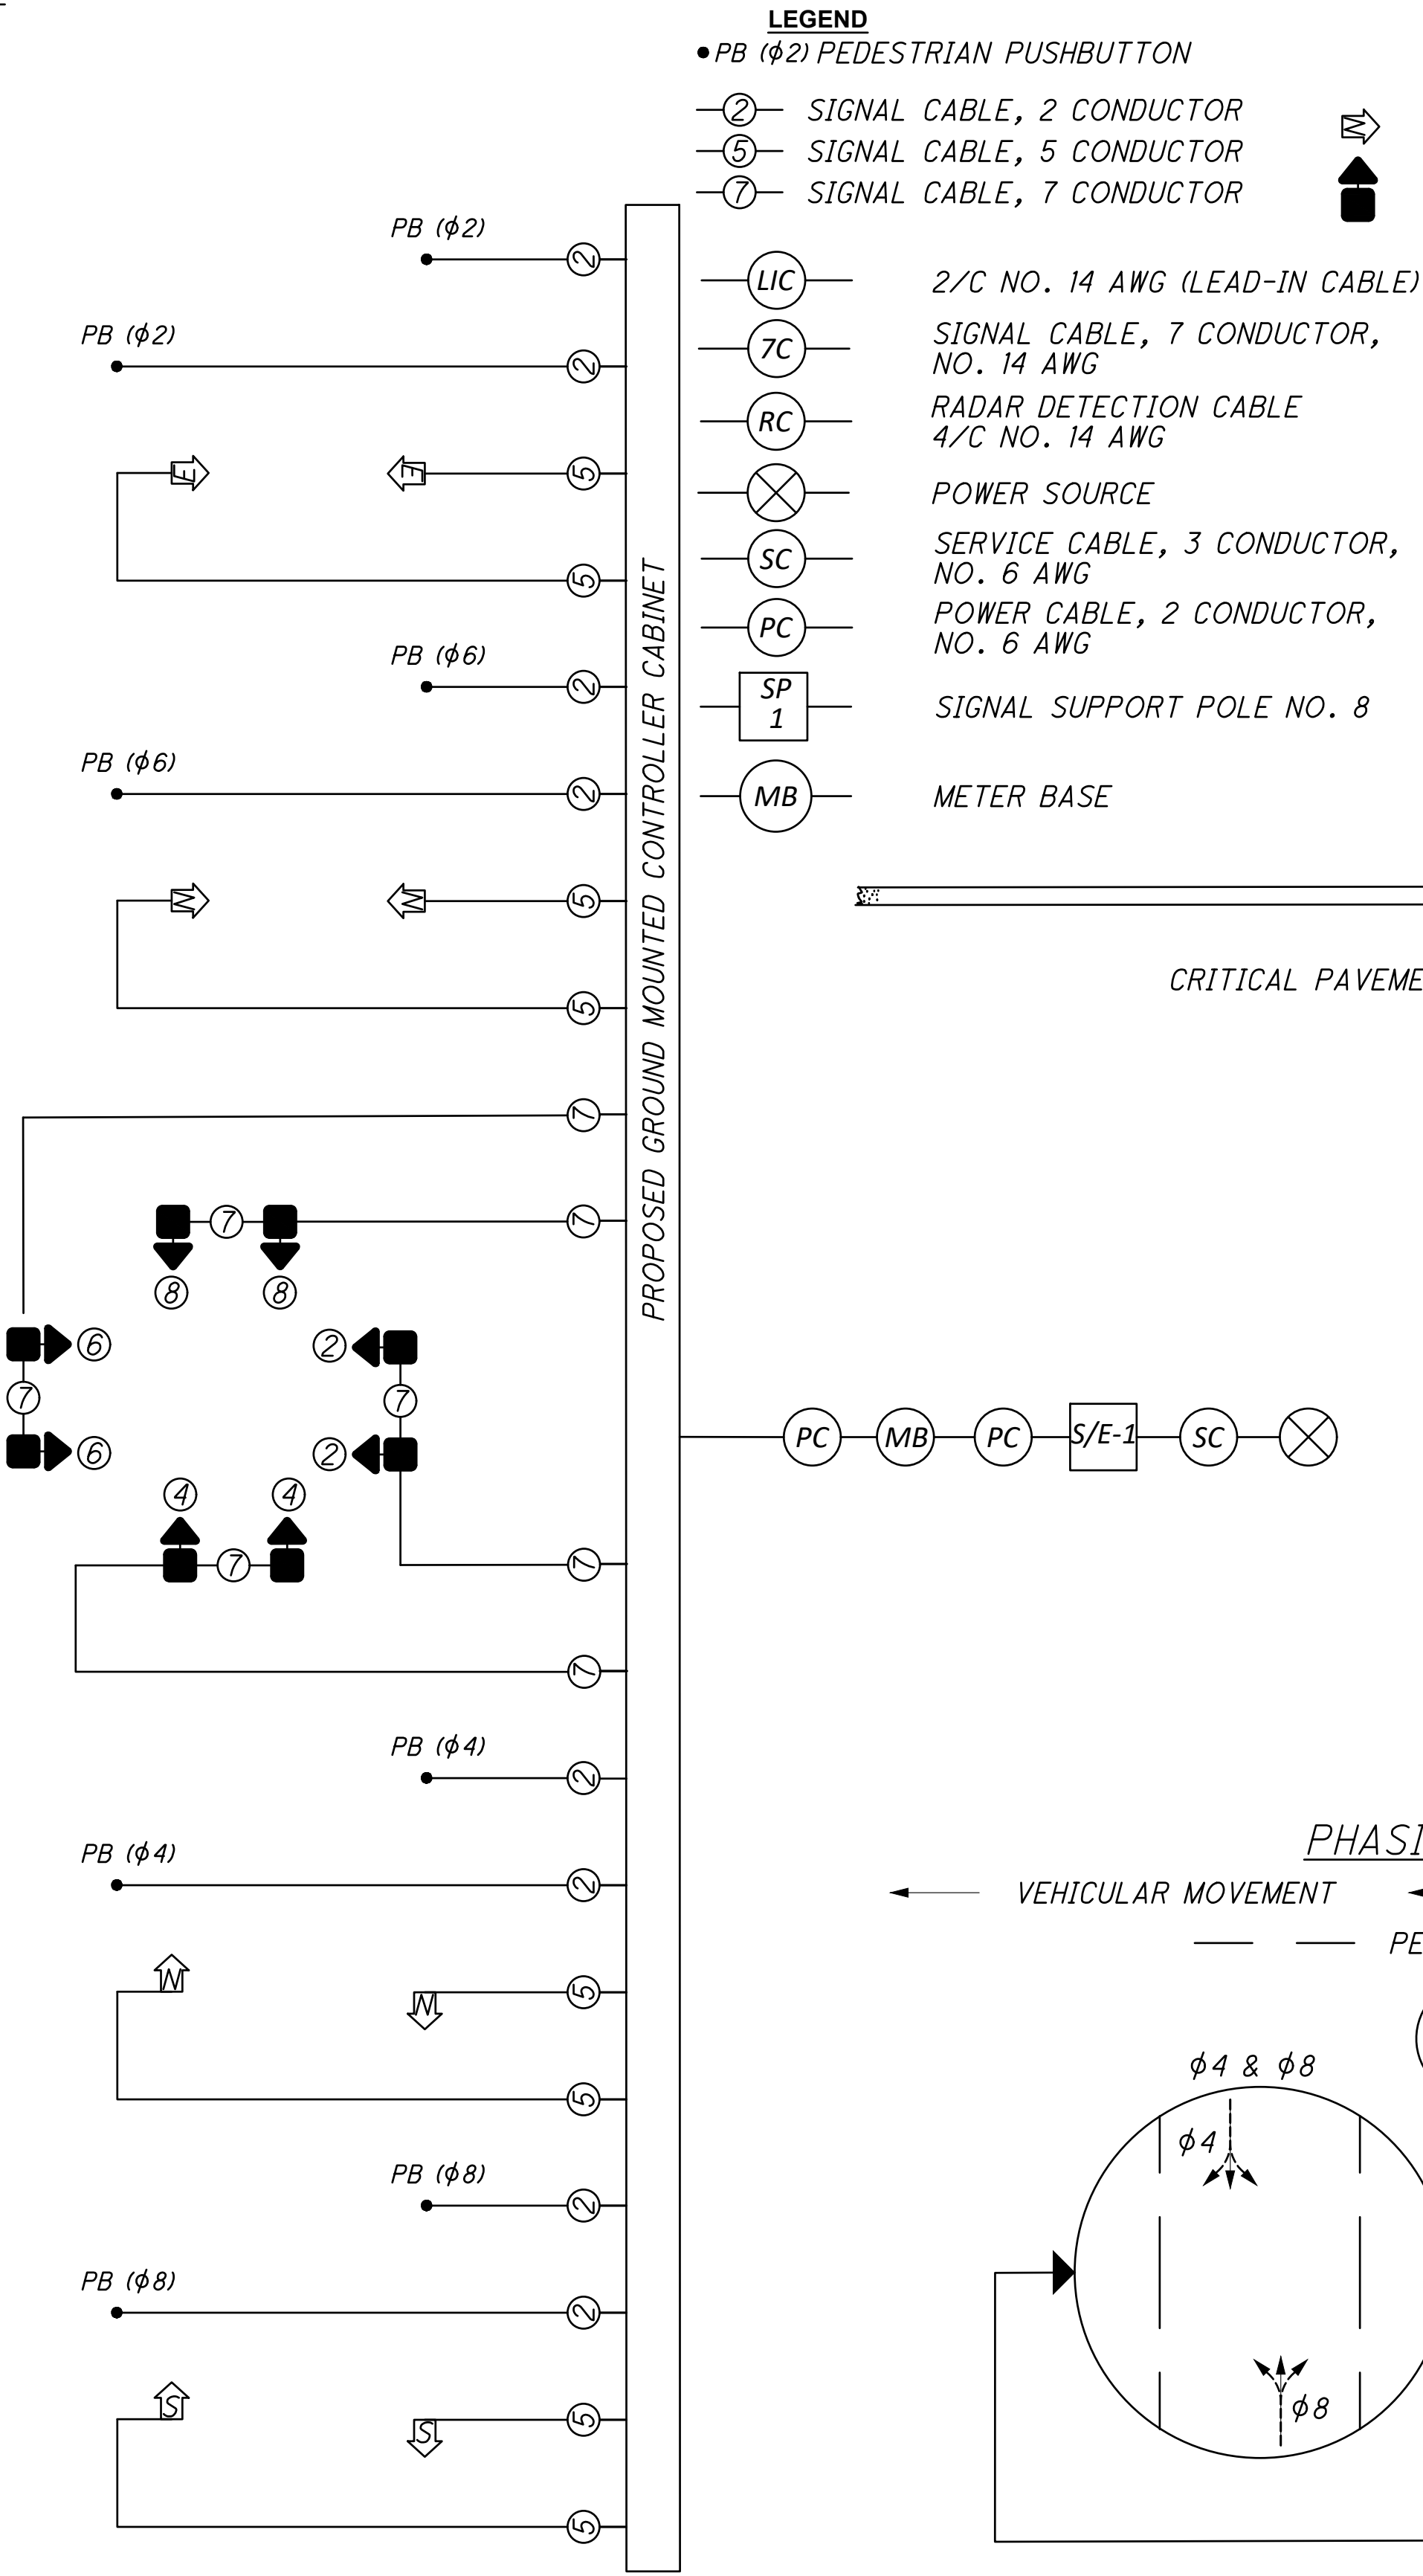 LEGEND
PB (ϕ2) PEDESTRIAN PUSHBUTTON
2 SIGNAL CABLE, 2 CONDUCTOR
5 SIGNAL CABLE, 5 CONDUCTOR
7 SIGNAL CABLE, 7 CONDUCTOR
W
LIC 2/C NO. 14 AWG (LEAD-IN CABLE)
7C SIGNAL CABLE, 7 CONDUCTOR,
NO. 14 AWG
RC RADAR DETECTION CABLE
4/C NO. 14 AWG
POWER SOURCE
SC SERVICE CABLE, 3 CONDUCTOR,
NO. 6 AWG
PC POWER CABLE, 2 CONDUCTOR,
NO. 6 AWG
SP
1
SIGNAL SUPPORT POLE NO. 8
MB METER BASE
CRITICAL PAVEME
PB (ϕ2)
2
PB (ϕ2)
2
E E 5
5
PB (ϕ6)
2
PB (ϕ6)
2
W W 5
5
7
7 7
8 8
6 2
7 7
6 2
4 4
7 7
7
PB (ϕ4)
2
PB (ϕ4)
2
N N 5
5
PB (ϕ8)
2
PB (ϕ8)
2
S S 5
5
PROPOSED GROUND MOUNTED CONTROLLER CABINET
PC MB PC S/E-1 SC
PHASI
VEHICULAR MOVEMENT
PE
ϕ4 & ϕ8
ϕ4
ϕ8